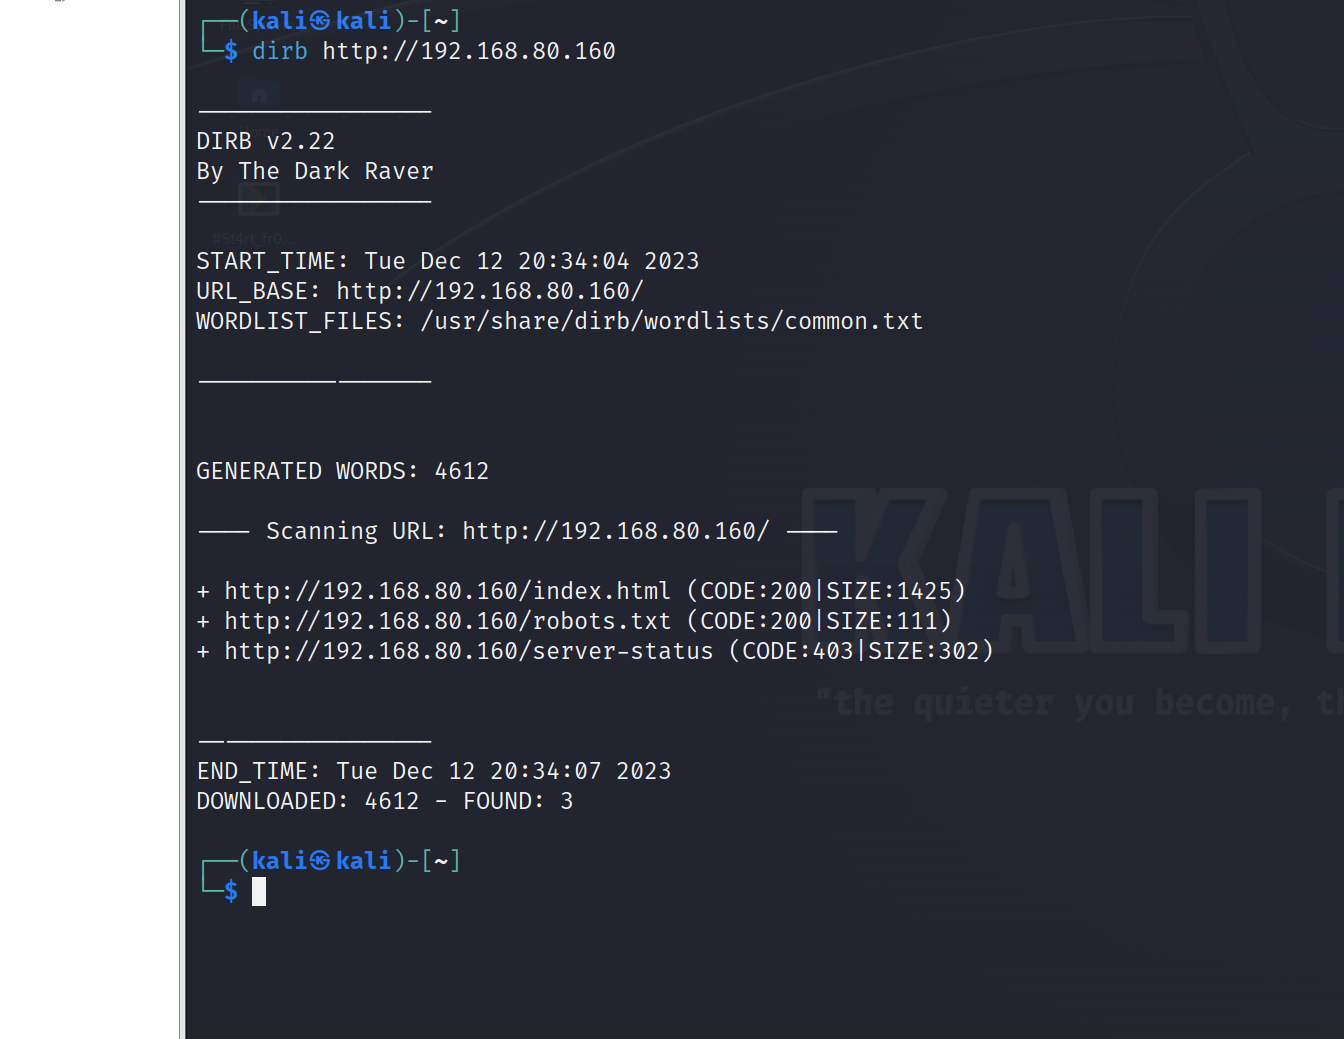 ┌──(kali㉿kali)-[~]
└─$ dirb http://192.168.80.160
-----------------
DIRB v2.22
By The Dark Raver
-----------------
START_TIME: Tue Dec 12 20:34:04 2023
URL_BASE: http://192.168.80.160/
WORDLIST_FILES: /usr/share/dirb/wordlists/common.txt
-----------------
GENERATED WORDS: 4612
---- Scanning URL: http://192.168.80.160/ ----
+ http://192.168.80.160/index.html (CODE:200|SIZE:1425)
+ http://192.168.80.160/robots.txt (CODE:200|SIZE:111)
+ http://192.168.80.160/server-status (CODE:403|SIZE:302)
KALI
"the quieter you become, th
-----------------
END_TIME: Tue Dec 12 20:34:07 2023
DOWNLOADED: 4612 - FOUND: 3
┌──(kali㉿kali)-[~]
└─$